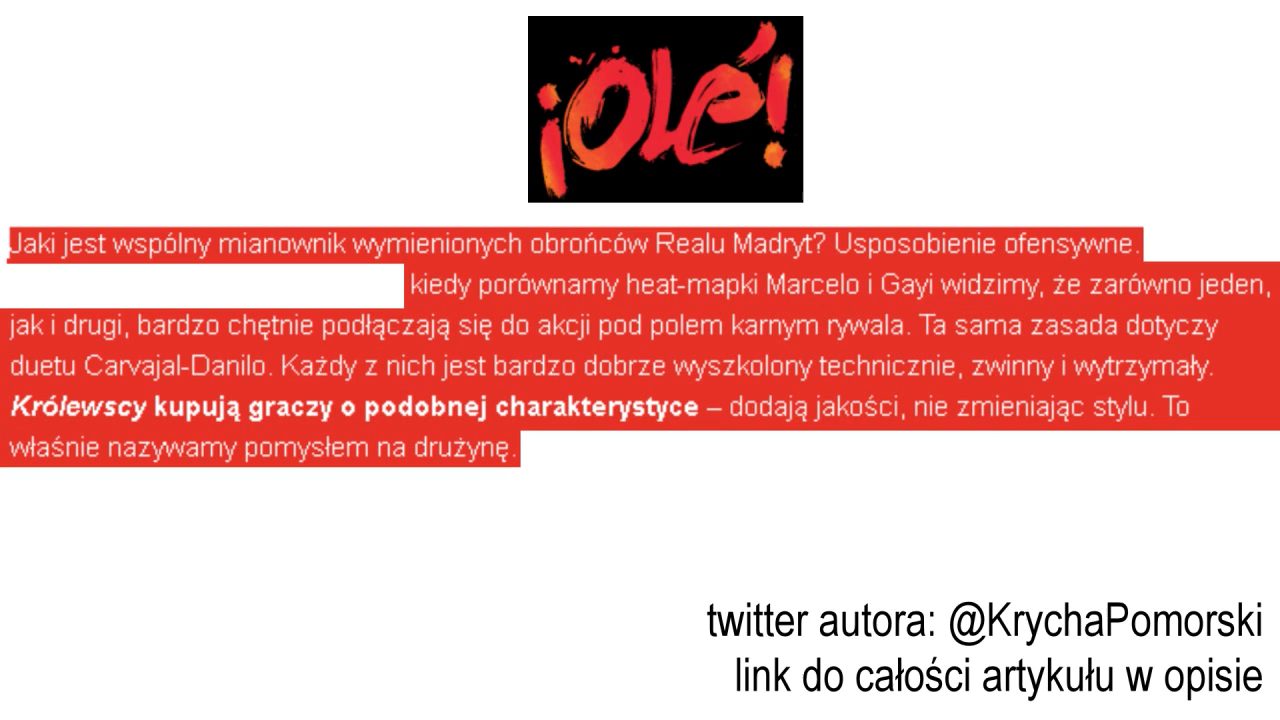 ¡Olé!
Jaki jest wspólny mianownik wymienionych obrońców Realu Madryt? Usposobienie ofensywne.
kiedy porównamy heat-mapki Marcelo i Gayi widzimy, że zarówno jeden,
jak i drugi, bardzo chętnie podłączają się do akcji pod polem karnym rywala. Ta sama zasada dotyczy
duetu Carvajal-Danilo. Każdy z nich jest bardzo dobrze wyszkolony technicznie, zwinny i wytrzymały.
Królewscy kupują graczy o podobnej charakterystyce – dodają jakości, nie zmieniając stylu. To
właśnie nazywamy pomysłem na drużynę.
twitter autora: @KrychaPomorski
link do całości artykułu w opisie